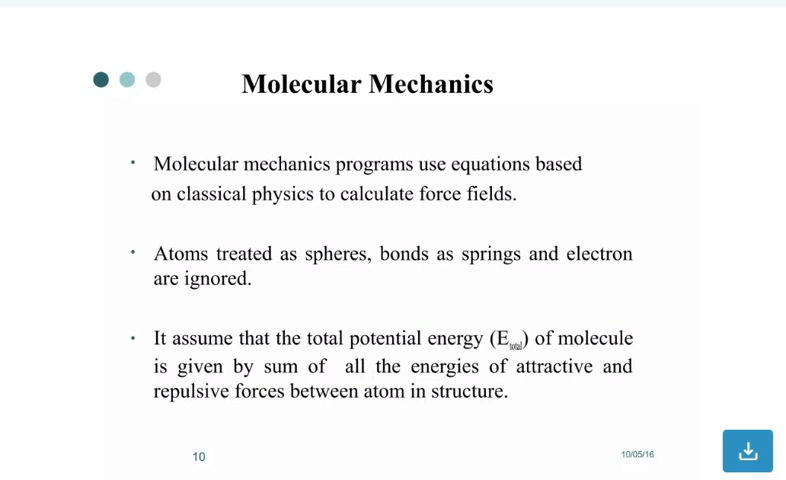 Molecular Mechanics
• Molecular mechanics programs use equations based
on classical physics to calculate force fields.
• Atoms treated as spheres, bonds as springs and electron
are ignored.
• It assume that the total potential energy (Etotal) of molecule
is given by sum of all the energies of attractive and
repulsive forces between atom in structure.
10
10/05/16